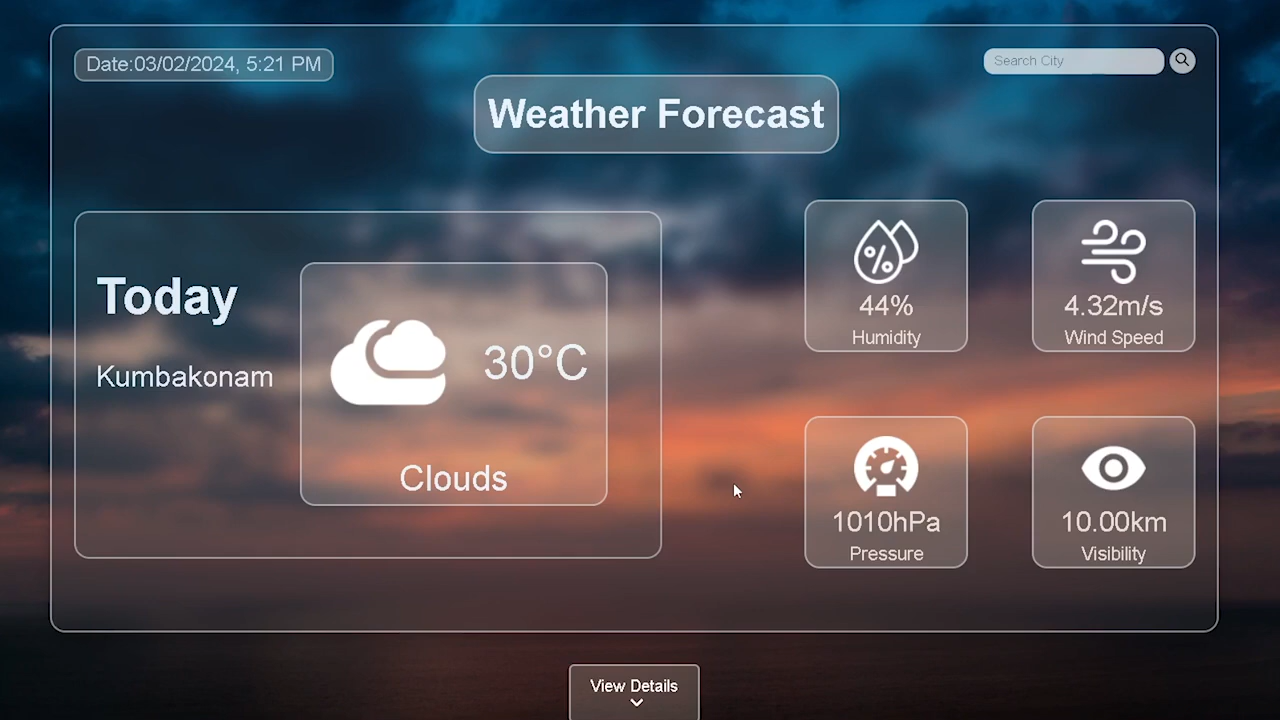 Date:03/02/2024, 5:21 PM
Search City
Weather Forecast
Today
Kumbakonam
30°C
Clouds
44%
Humidity
4.32m/s
Wind Speed
1010hPa
Pressure
10.00km
Visibility
View Details